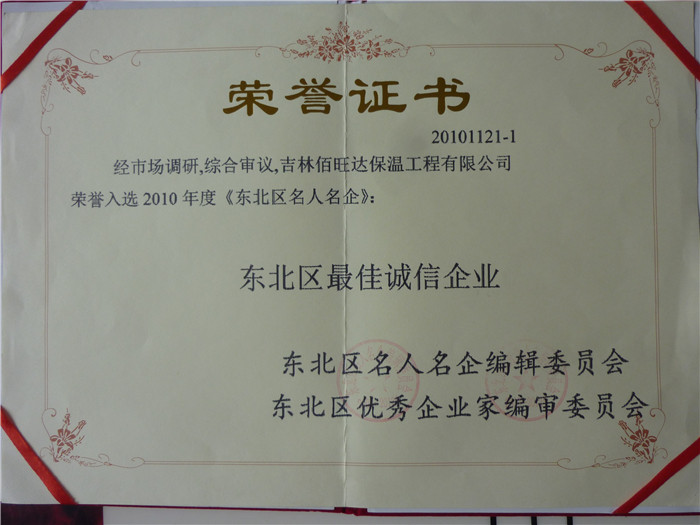 荣誉证书
20101121-1
经市场调研,综合审议,吉林佰旺达保温工程有限公司
荣誉入选2010年度《东北区名人名企》:
东北区最佳诚信企业
东北区名人名企编辑委员会
东北区优秀企业家编审委员会